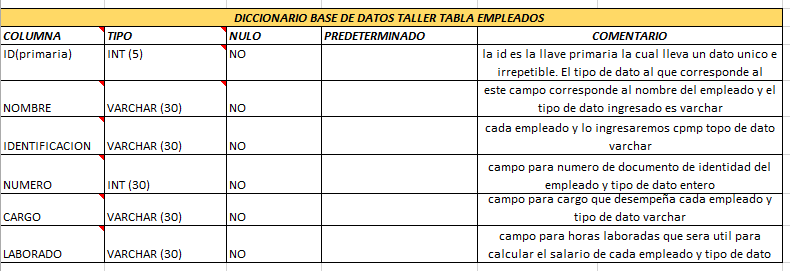 DICCIONARIO BASE DE DATOS TALLER TABLA EMPLEADOS
COLUMNA TIPO NULO PREDETERMINADO COMENTARIO
ID(primaria) INT (5) NO la id es la llave primaria la cual lleva un dato unico e
irrepetible. El tipo de dato al que corresponde al
NOMBRE VARCHAR (30) NO este campo corresponde al nombre del empleado y el
tipo de dato ingresado es varchar
IDENTIFICACION VARCHAR (30) NO cada empleado y lo ingresaremos cpmp topo de dato
varchar
NUMERO INT (30) NO campo para numero de documento de identidad del
empleado y tipo de dato entero
CARGO VARCHAR (30) NO campo para cargo que desempeña cada empleado y
tipo de dato varchar
LABORADO VARCHAR (30) NO campo para horas laboradas que sera util para
calcular el salario de cada empleado y tipo de dato